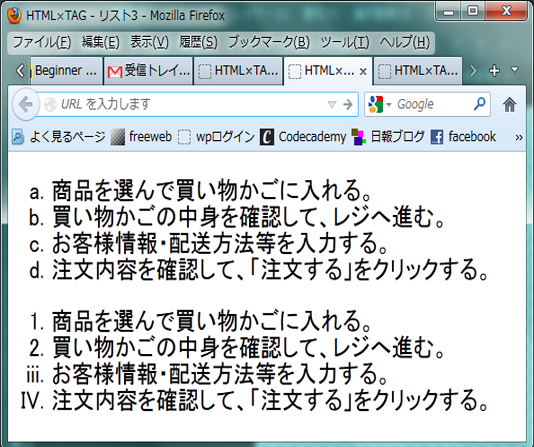 HTML×TAG - リスト3 - Mozilla Firefox
ファイル(F) 編集(E) 表示(V) 履歴(S) ブックマーク(B) ツール(T) ヘルプ(H)
Beginner ... 受信トレイ... HTML×TA... HTML×... × HTML×TA...
URL を入力します Google
よく見るページ freeweb wpログイン Codecademy 日報ブログ facebook »
a. 商品を選んで買い物かごに入れる。
b. 買い物かごの中身を確認して、レジへ進む。
c. お客様情報・配送方法等を入力する。
d. 注文内容を確認して、「注文する」をクリックする。
1. 商品を選んで買い物かごに入れる。
2. 買い物かごの中身を確認して、レジへ進む。
iii. お客様情報・配送方法等を入力する。
IV. 注文内容を確認して、「注文する」をクリックする。